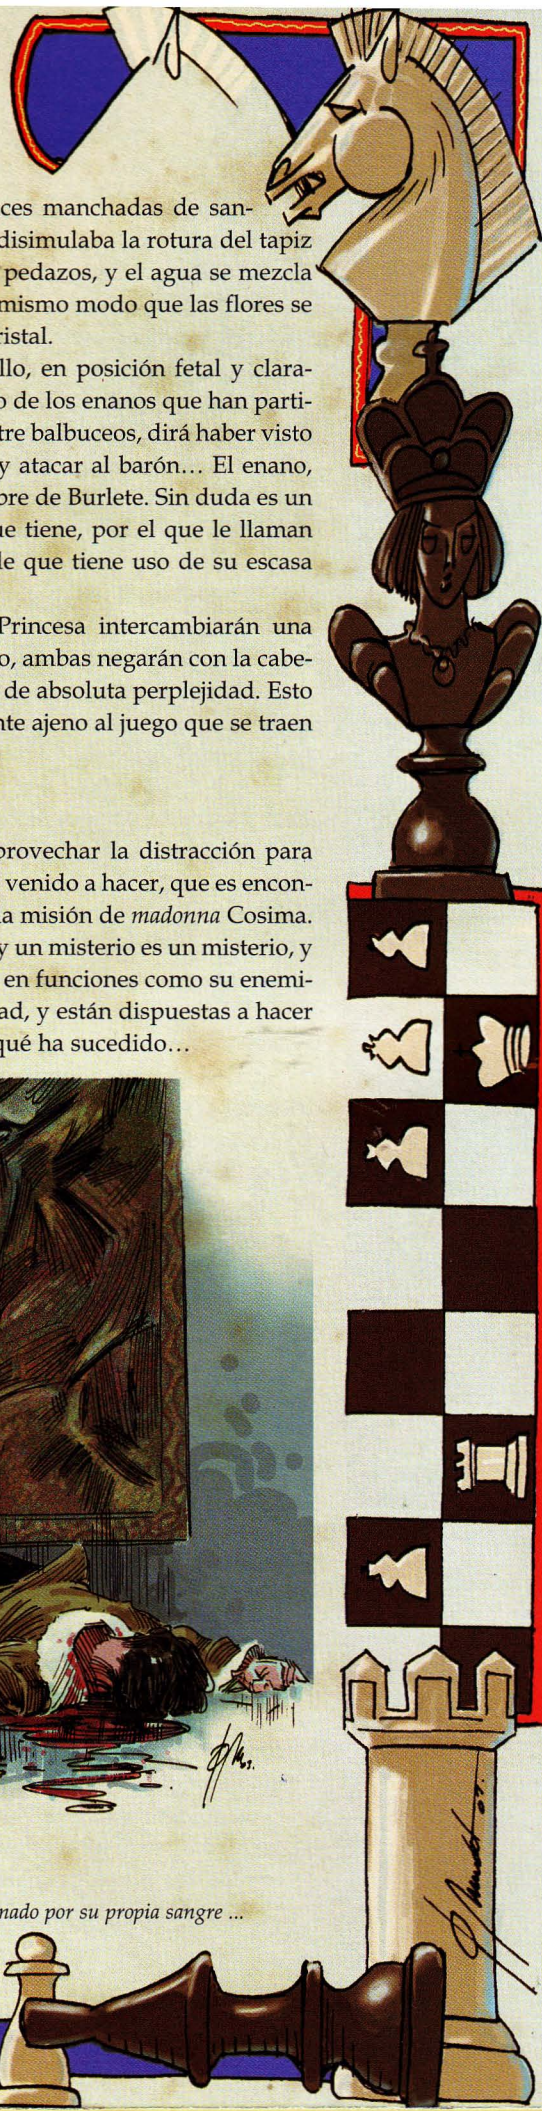 ces manchadas de san-
disimulaba la rotura del tapiz
pedazos, y el agua se mezcla
mismo modo que las flores se
ristal.
llo, en posición fetal y clara-
o de los enanos que han parti-
tre balbuceos, dirá haber visto
y atacar al barón... El enano,
bre de Burlete. Sin duda es un
ue tiene, por el que le llaman
le que tiene uso de su escasa
Princesa intercambiarán una
o, ambas negarán con la cabe-
de absoluta perplejidad. Esto
nte ajeno al juego que se traen
provechar la distracción para
venido a hacer, que es encon-
a misión de madonna Cosima.
y un misterio es un misterio, y
en funciones como su enemi-
ad, y están dispuestas a hacer
qué ha sucedido...
nado por su propia sangre ...